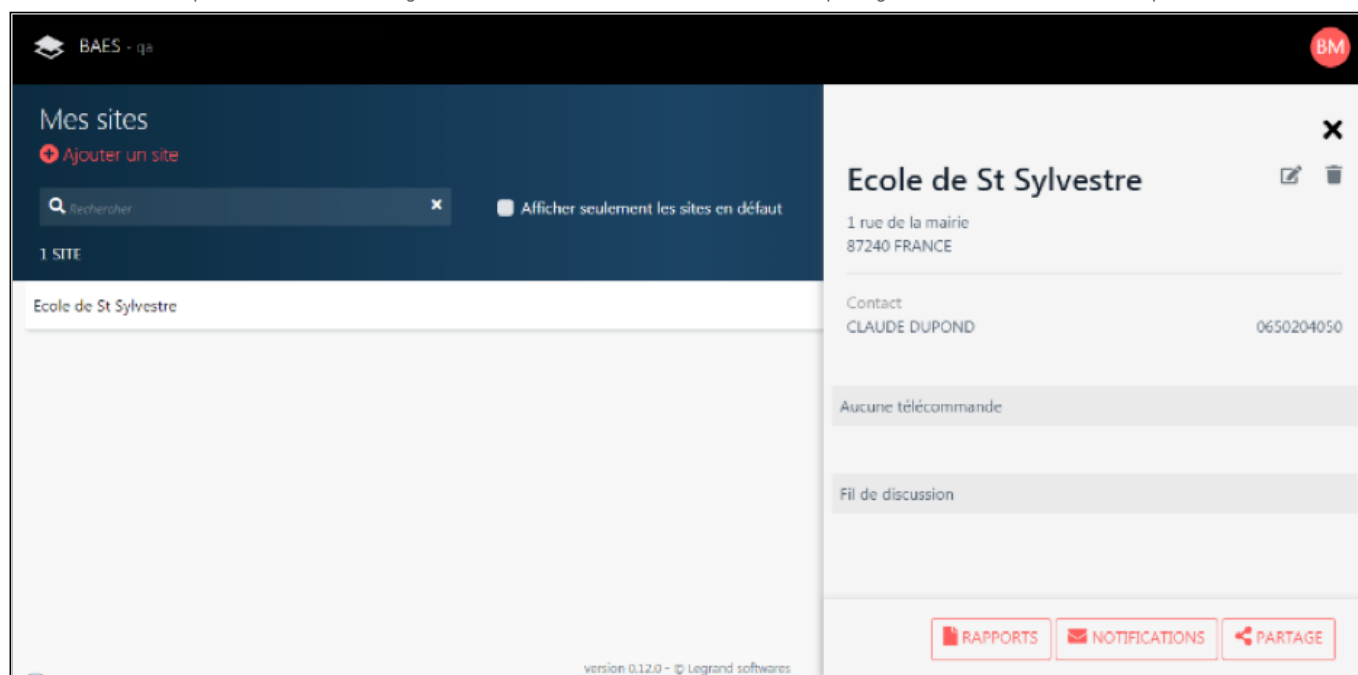 BAES - qa
BM
Mes sites
Ajouter un site
Rechercher
Afficher seulement les sites en défaut
1 SITE
Ecole de St Sylvestre
version 0.12.0 - © Legrand softwares
Ecole de St Sylvestre
1 rue de la mairie
87240 FRANCE
Contact
CLAUDE DUPOND 0650204050
Aucune télécommande
Fil de discussion
RAPPORTS NOTIFICATIONS PARTAGE